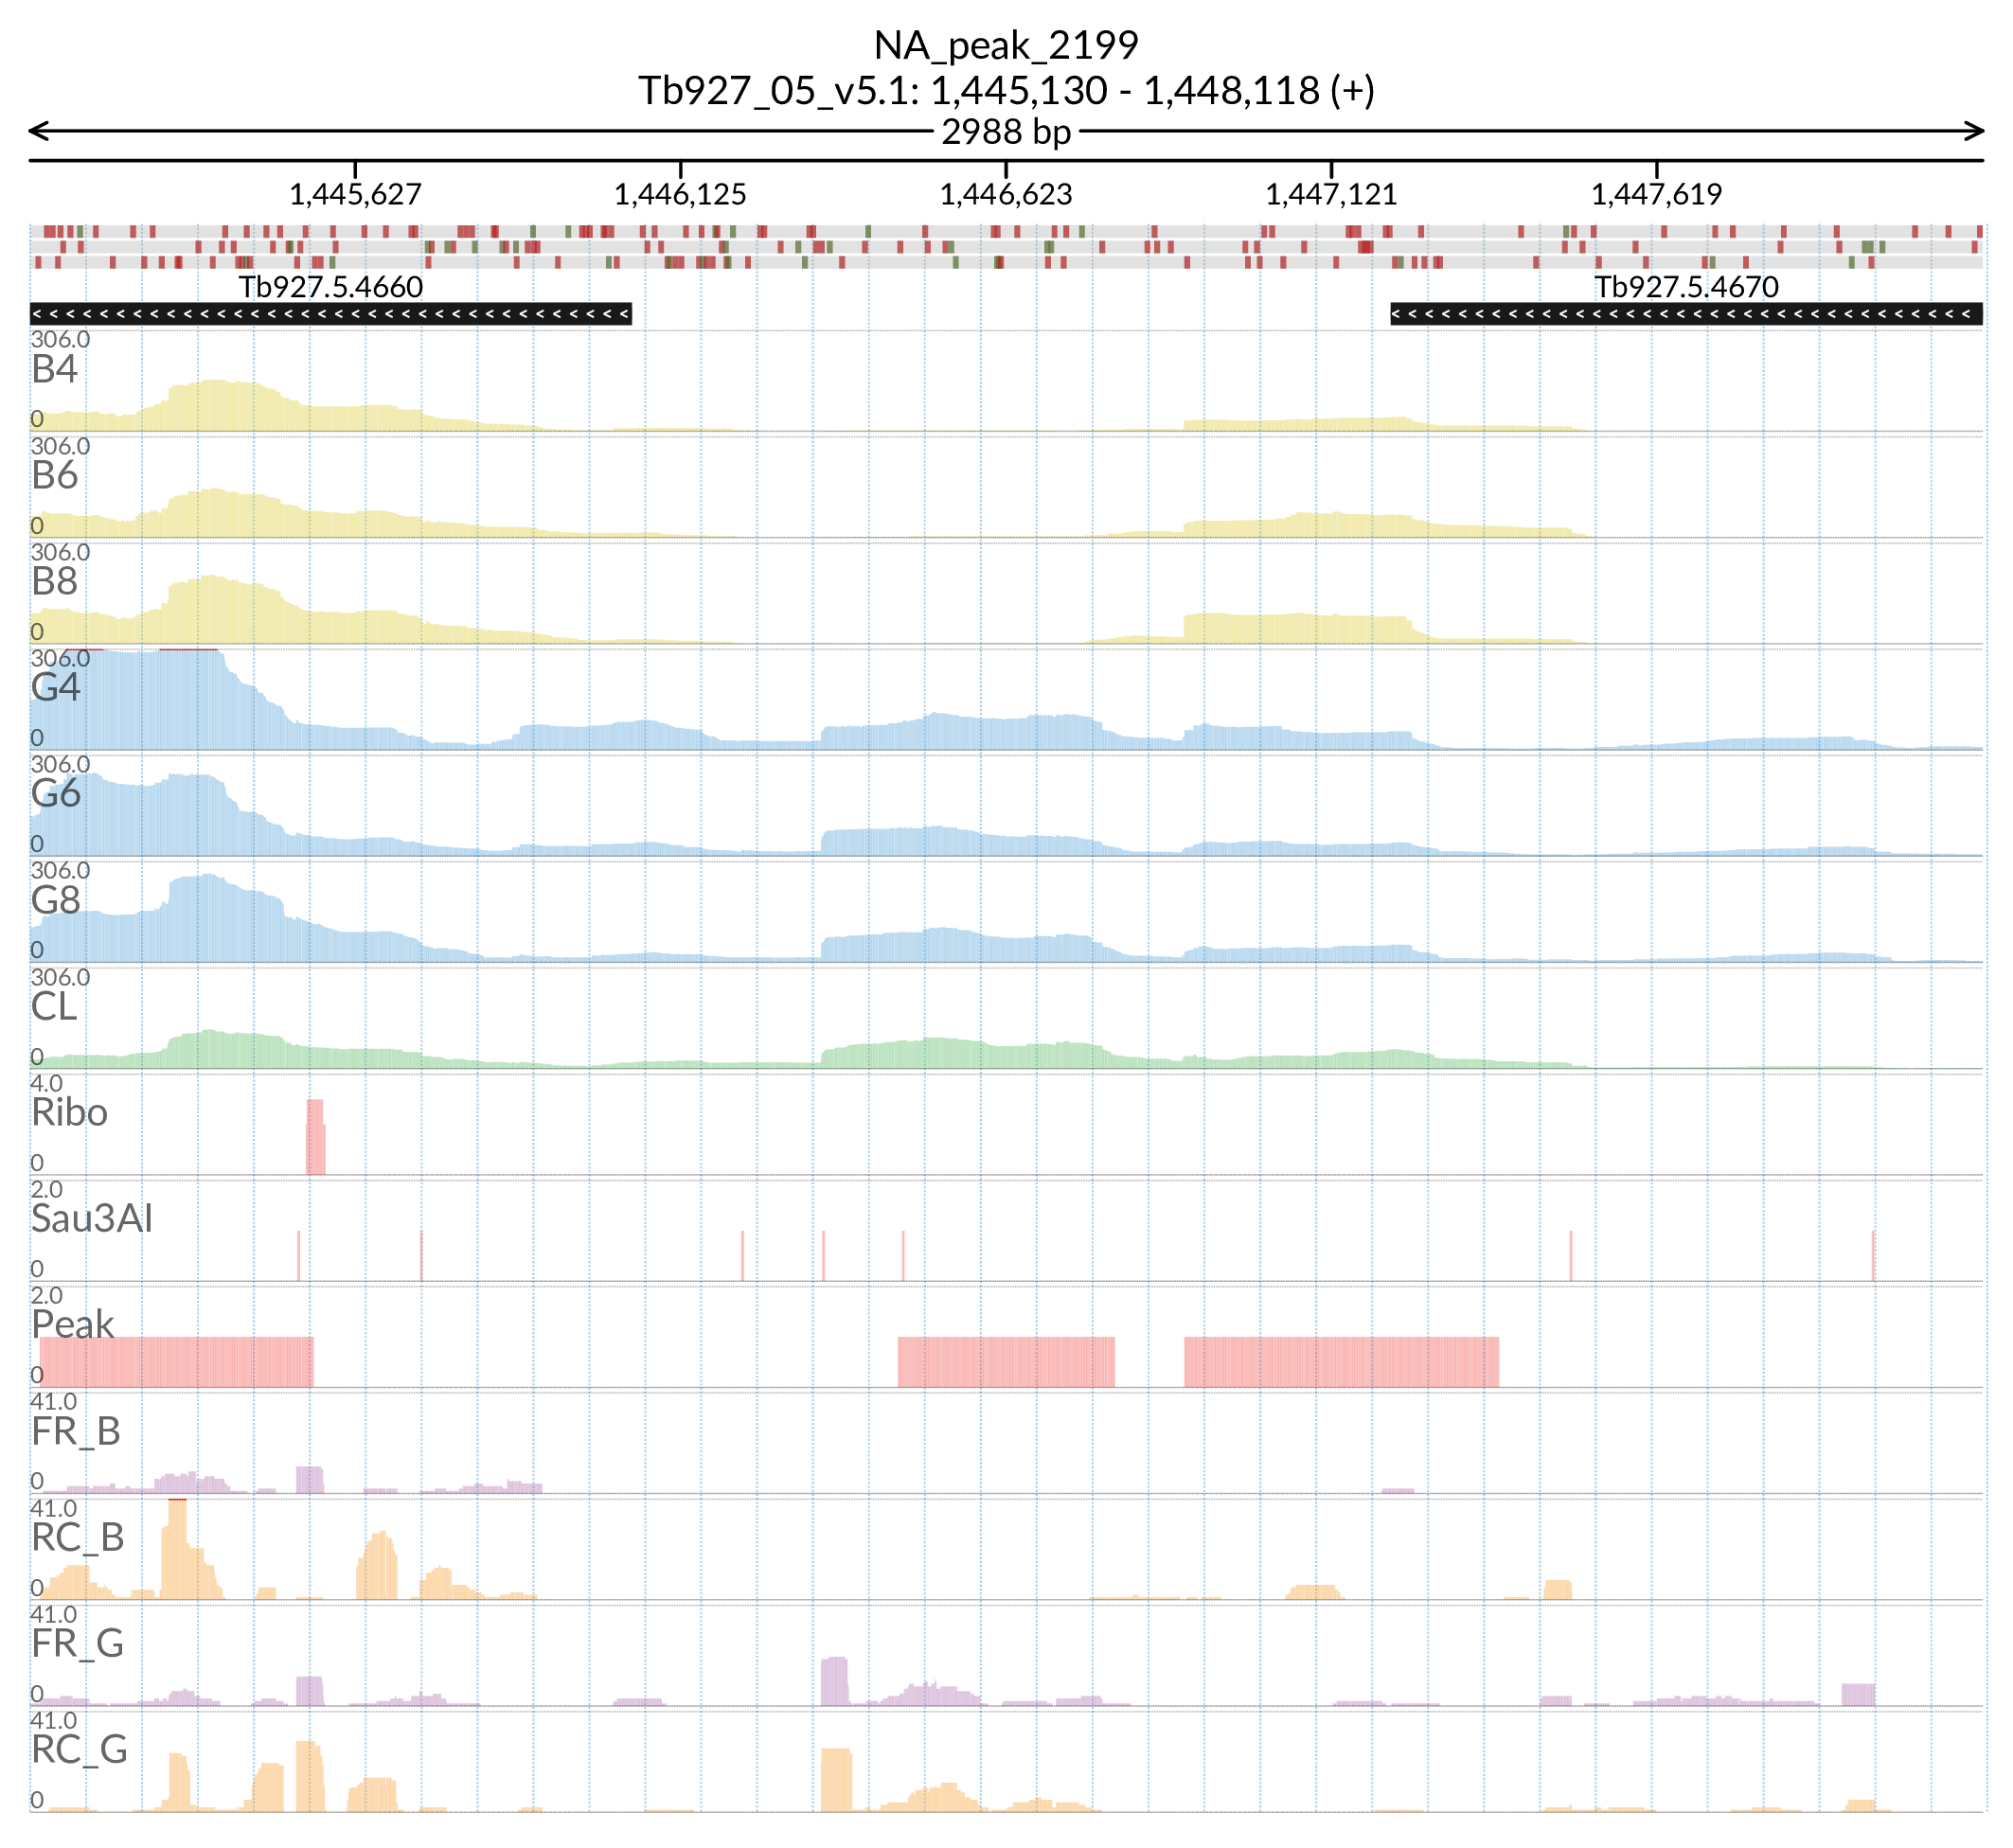 NA_peak_2199
Tb927_05_v5.1: 1,445,130 - 1,448,118 (+)
2988 bp
1,445,627 1,446,125 1,446,623 1,447,121 1,447,619
Tb927.5.4660 Tb927.5.4670
306.0
B4
0
306.0
B6
0
306.0
B8
0
306.0
G4
0
306.0
G6
0
306.0
G8
0
306.0
CL
0
4.0
Ribo
0
2.0
Sau3AI
0
2.0
Peak
0
41.0
FR_B
0
41.0
RC_B
0
41.0
FR_G
0
41.0
RC_G
0